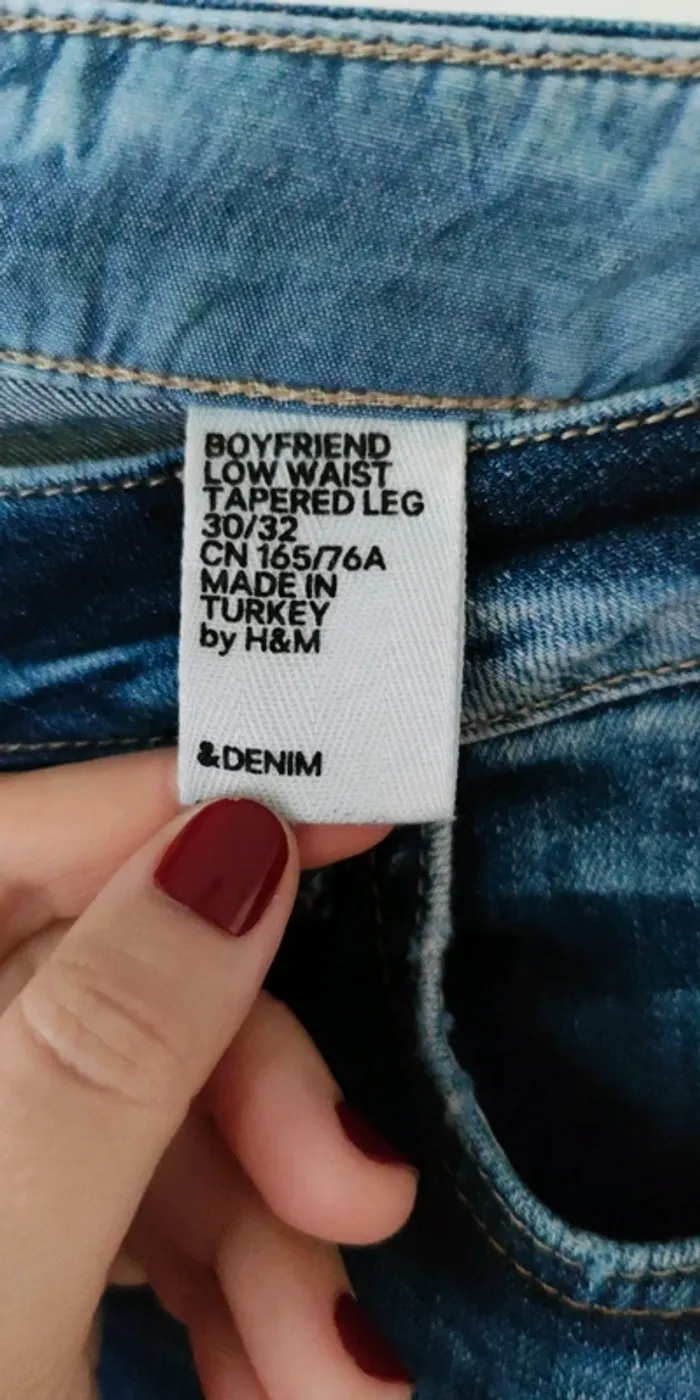 BOYFRIEND
LOW WAIST
TAPERED LEG
30/32
CN 165/76A
MADE IN
TURKEY
by H&M
&DENIM